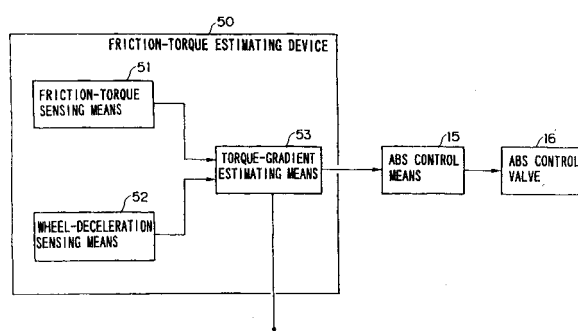 50
FRICTION-TORQUE ESTIMATING DEVICE
51
FRICTION-TORQUE
SENSING MEANS
52
WHEEL-DECELERATION
SENSING MEANS
53
TORQUE-GRADIENT
ESTIMATING MEANS
15
ABS CONTROL
MEANS
16
ABS CONTROL
VALVE